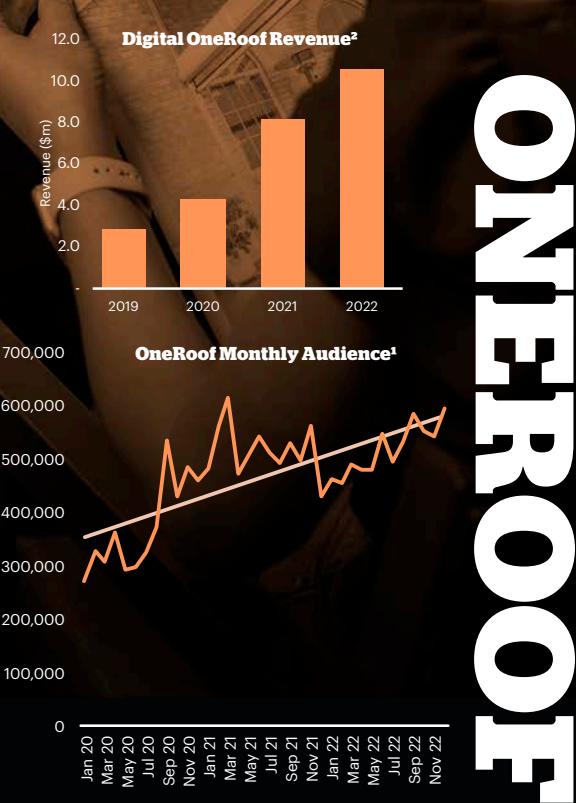 Digital OneRoof Revenue²
12.0
10.0
8.0
6.0
4.0
2.0
-
Revenue ($m)
2019 2020 2021 2022
OneRoof Monthly Audience¹
700,000
600,000
500,000
400,000
300,000
200,000
100,000
0
Jan 20
Mar 20
May 20
Jul 20
Sep 20
Nov 20
Jan 21
Mar 21
May 21
Jul 21
Sep 21
Nov 21
Jan 22
Mar 22
May 22
Jul 22
Sep 22
Nov 22
ONEROOF